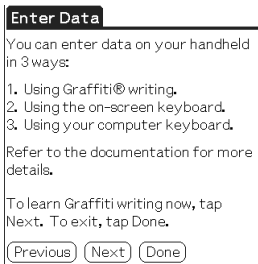 Enter Data
You can enter data on your handheld
in 3 ways:
1. Using Graffiti® writing.
2. Using the on-screen keyboard.
3. Using your computer keyboard.
Refer to the documentation for more
details.
To learn Graffiti writing now, tap
Next. To exit, tap Done.
Previous Next Done